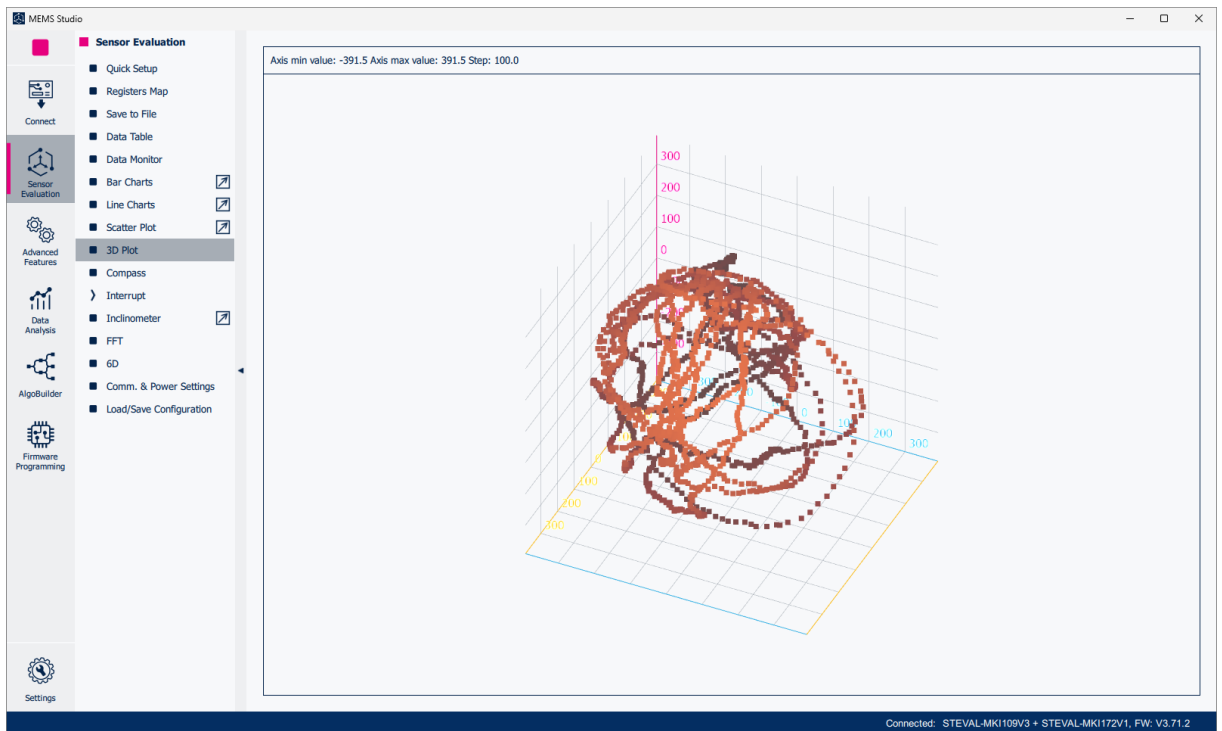 MEMS Studio
Connect
Sensor
Evaluation
Advanced
Features
Data
Analysis
AlgoBuilder
Firmware
Programming
Settings
Sensor Evaluation
Quick Setup
Registers Map
Save to File
Data Table
Data Monitor
Bar Charts
Line Charts
Scatter Plot
3D Plot
Compass
Interrupt
Inclinometer
FFT
6D
Comm. & Power Settings
Load/Save Configuration
Axis min value: -391.5 Axis max value: 391.5 Step: 100.0
300
200
100
0
0
100
200
300
0
200
300
Connected: STEVAL-MKI109V3 + STEVAL-MKI172V1, FW: V3.71.2